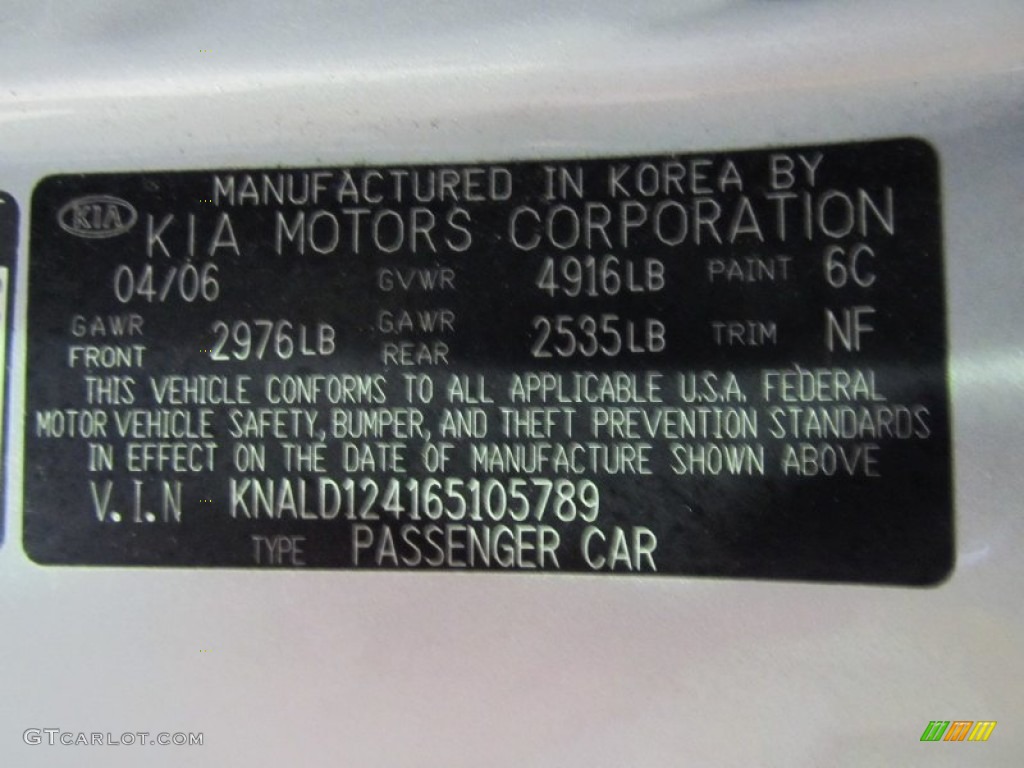 MANUFACTURED IN KOREA BY
KIA KIA MOTORS CORPORATION
04/06 GVWR 4916LB PAINT 6C
GAWR FRONT 2976LB GAWR REAR 2535LB TRIM NF
THIS VEHICLE CONFORMS TO ALL APPLICABLE U.S.A. FEDERAL
MOTOR VEHICLE SAFETY, BUMPER, AND THEFT PREVENTION STANDARDS
IN EFFECT ON THE DATE OF MANUFACTURE SHOWN ABOVE
V.I.N KNALD124165105789
TYPE PASSENGER CAR
GTCARLOT.COM